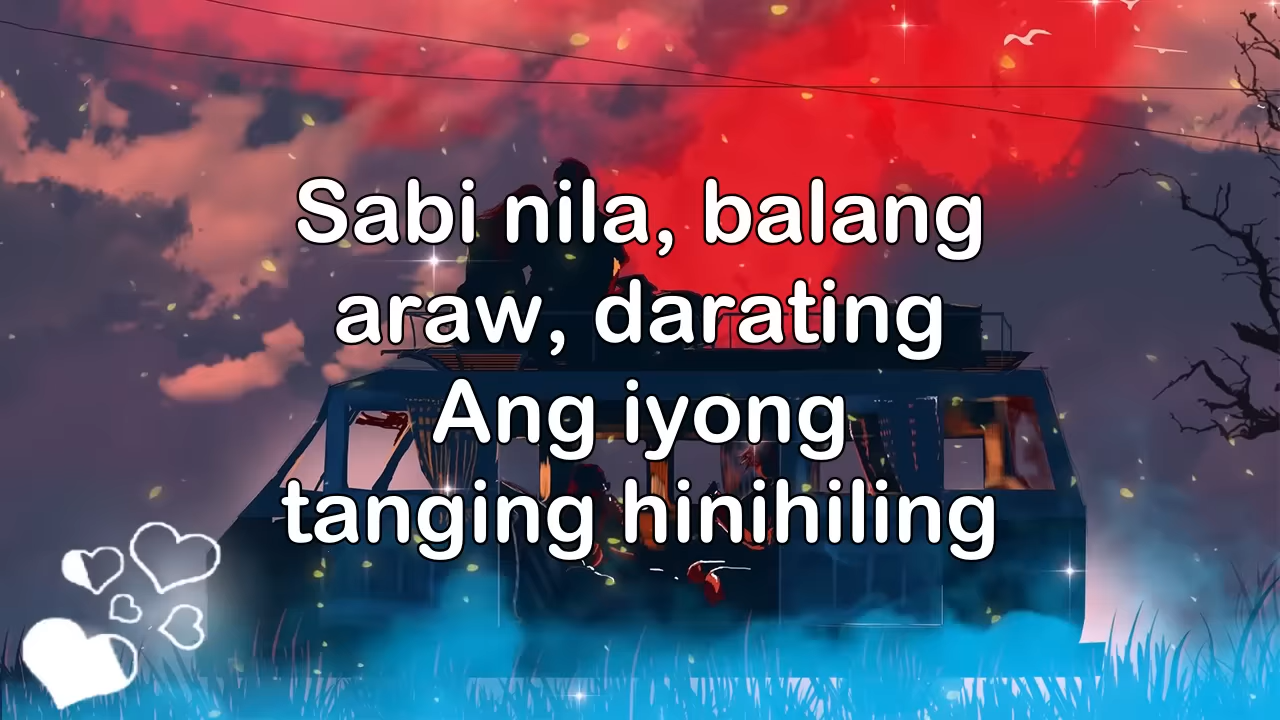 Sabi nila, balang
araw, darating
Ang iyong
tanging hinihiling